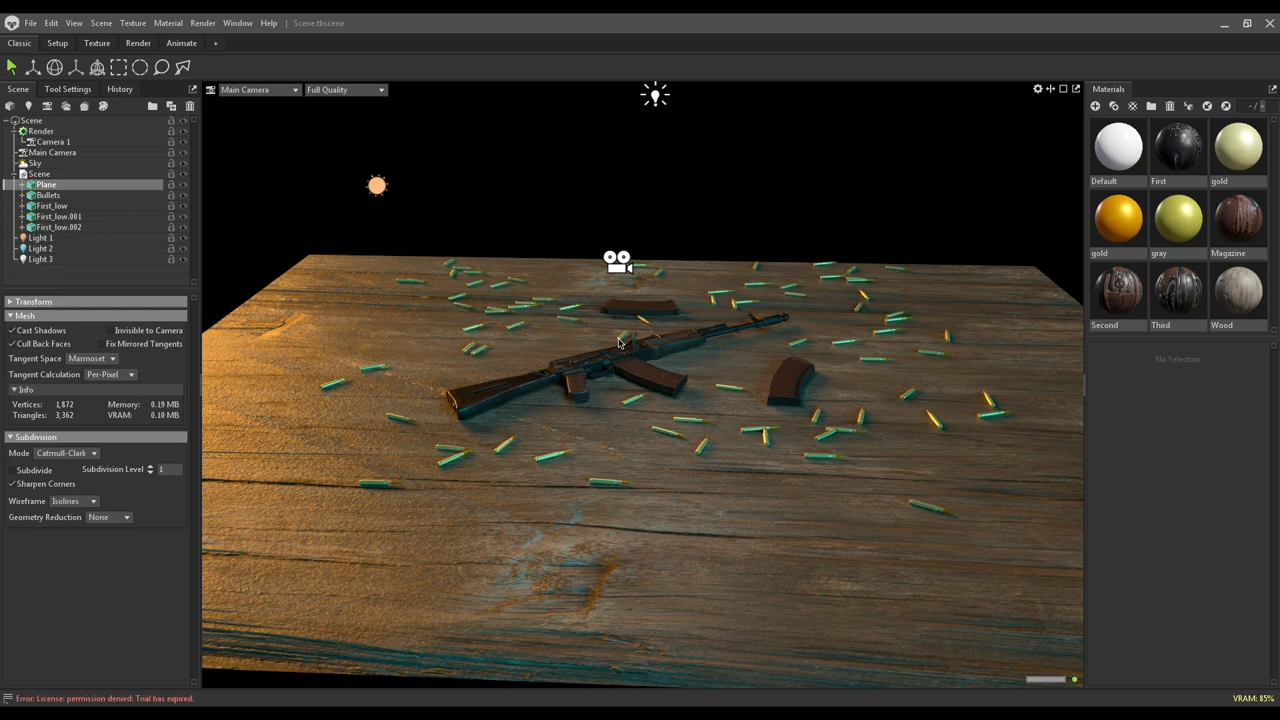 File Edit View Scene Texture Material Render Window Help Scene.tbscene
Classic Setup Texture Render Animate +
Scene Tool Settings History
Main Camera Full Quality
Materials
- /
Scene
Render
Camera 1
Main Camera
Sky
Scene
Plane
Bullets
First_low
First_low.001
First_low.002
Light 1
Light 2
Light 3
Transform
Mesh
Cast Shadows Invisible to Camera
Cull Back Faces Fix Mirrored Tangents
Tangent Space Marmoset
Tangent Calculation Per-Pixel
Info
Vertices: 1,872 Memory: 0.19 MB
Triangles: 3,362 VRAM: 0.10 MB
Subdivision
Mode Catmull-Clark
Subdivide Subdivision Level 1
Sharpen Corners
Wireframe Isolines
Geometry Reduction None
Default First gold
gold gray Magazine
Second Third Wood
No Selection
Error: License: permission denied: Trial has expired.
VRAM: 85%